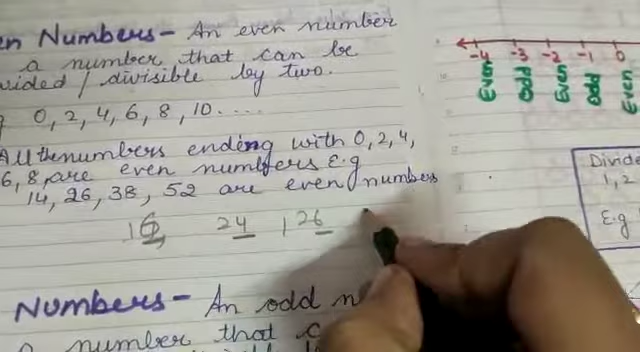 en Numbers- An even number
a number that can be
vided / divisible by two.
g 0, 2, 4, 6, 8, 10.....
All the numbers ending with 0, 2, 4,
6, 8, are even numbers E.g
14, 26, 38, 52 are even numbers
16, 24 126
Numbers- An odd n
a number that c
-4 -3 -2 -1 0
Even Odd Even Odd Even
Divide
1, 2
E.g